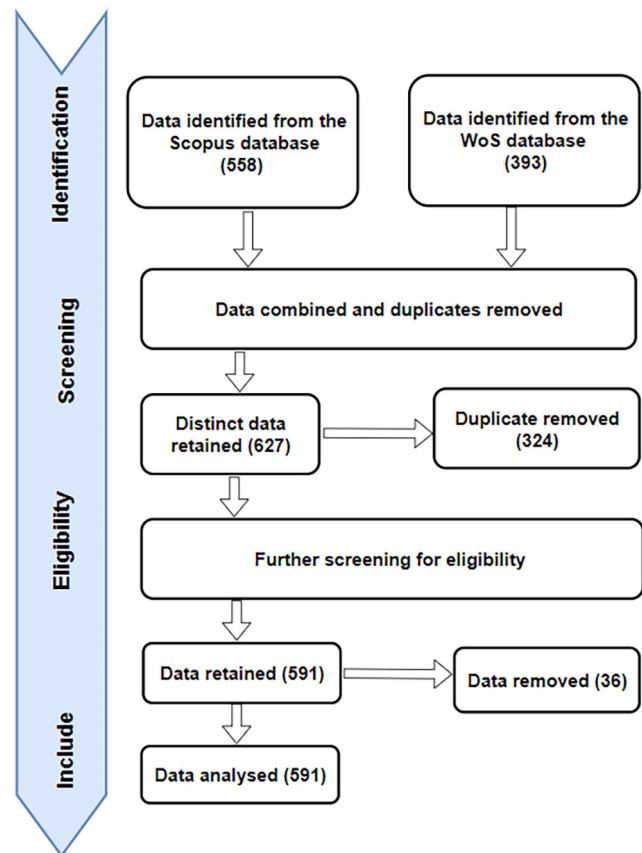 Identification
Data identified from the
Scopus database
(558)
Data identified from the
WoS database
(393)
Screening
Data combined and duplicates removed
Distinct data
retained (627)
Duplicate removed
(324)
Eligibility
Further screening for eligibility
Data retained (591)
Data removed (36)
Include
Data analysed (591)